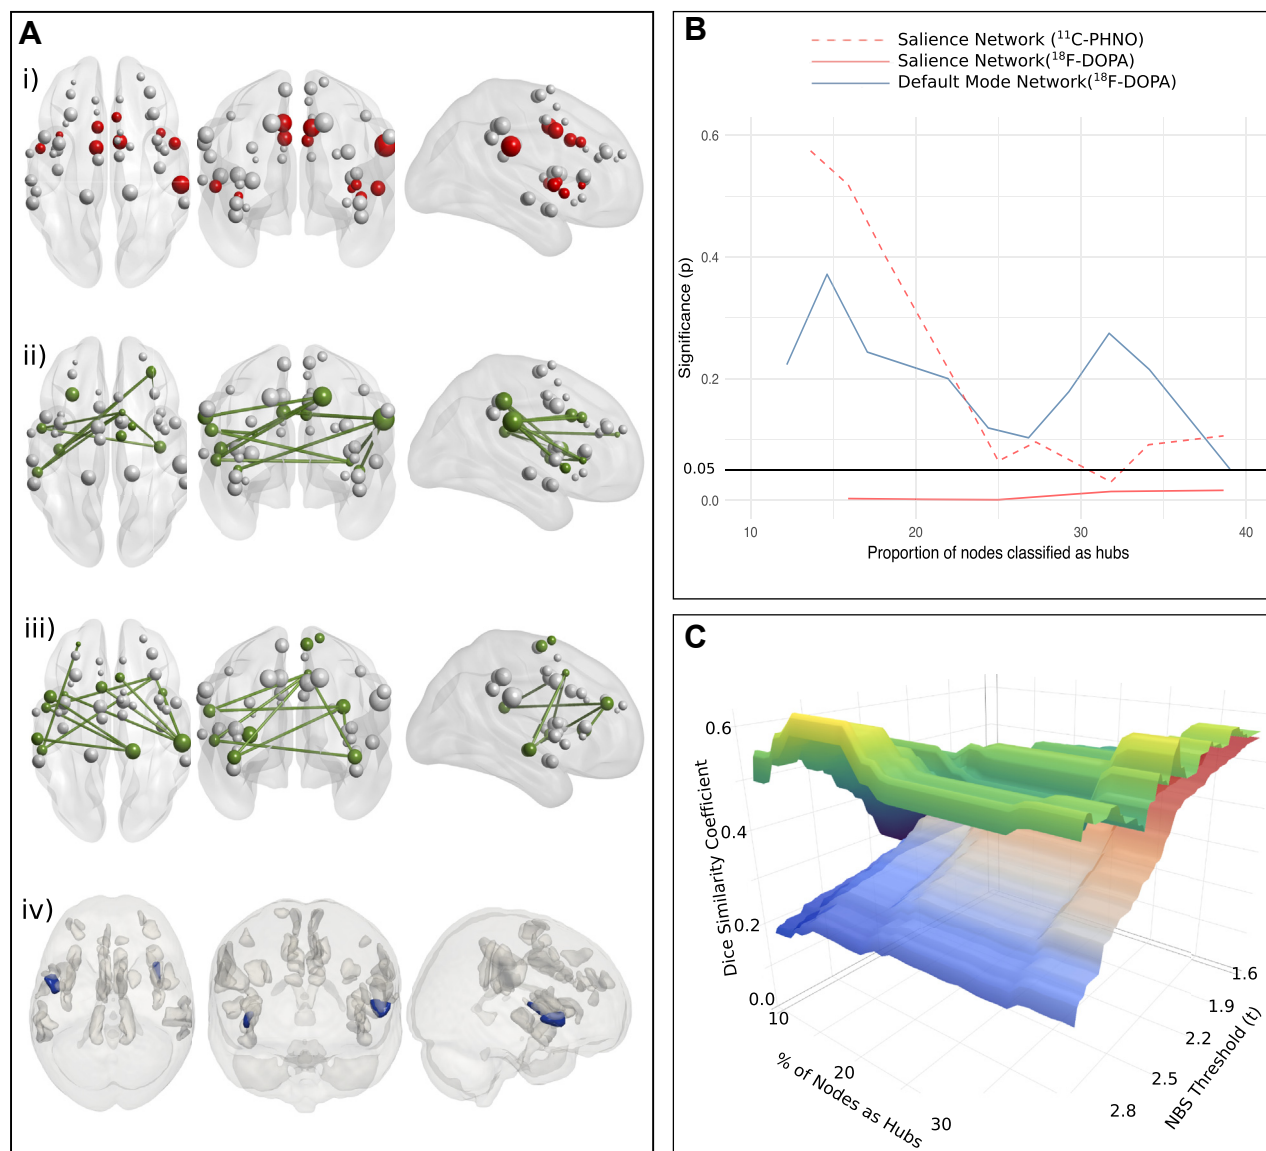 A
i)
ii)
iii)
iv)
B
Salience Network (¹¹C-PHNO)
Salience Network(¹⁸F-DOPA)
Default Mode Network(¹⁸F-DOPA)
Significance (p)
0.6
0.4
0.2
0.05
0.0
10 20 30 40
Proportion of nodes classified as hubs
C
Dice Similarity Coefficient
0.6
0.4
0.2
0.0
10
20
30
% of Nodes as Hubs
1.6
1.9
2.2
2.5
2.8
NBS Threshold (t)